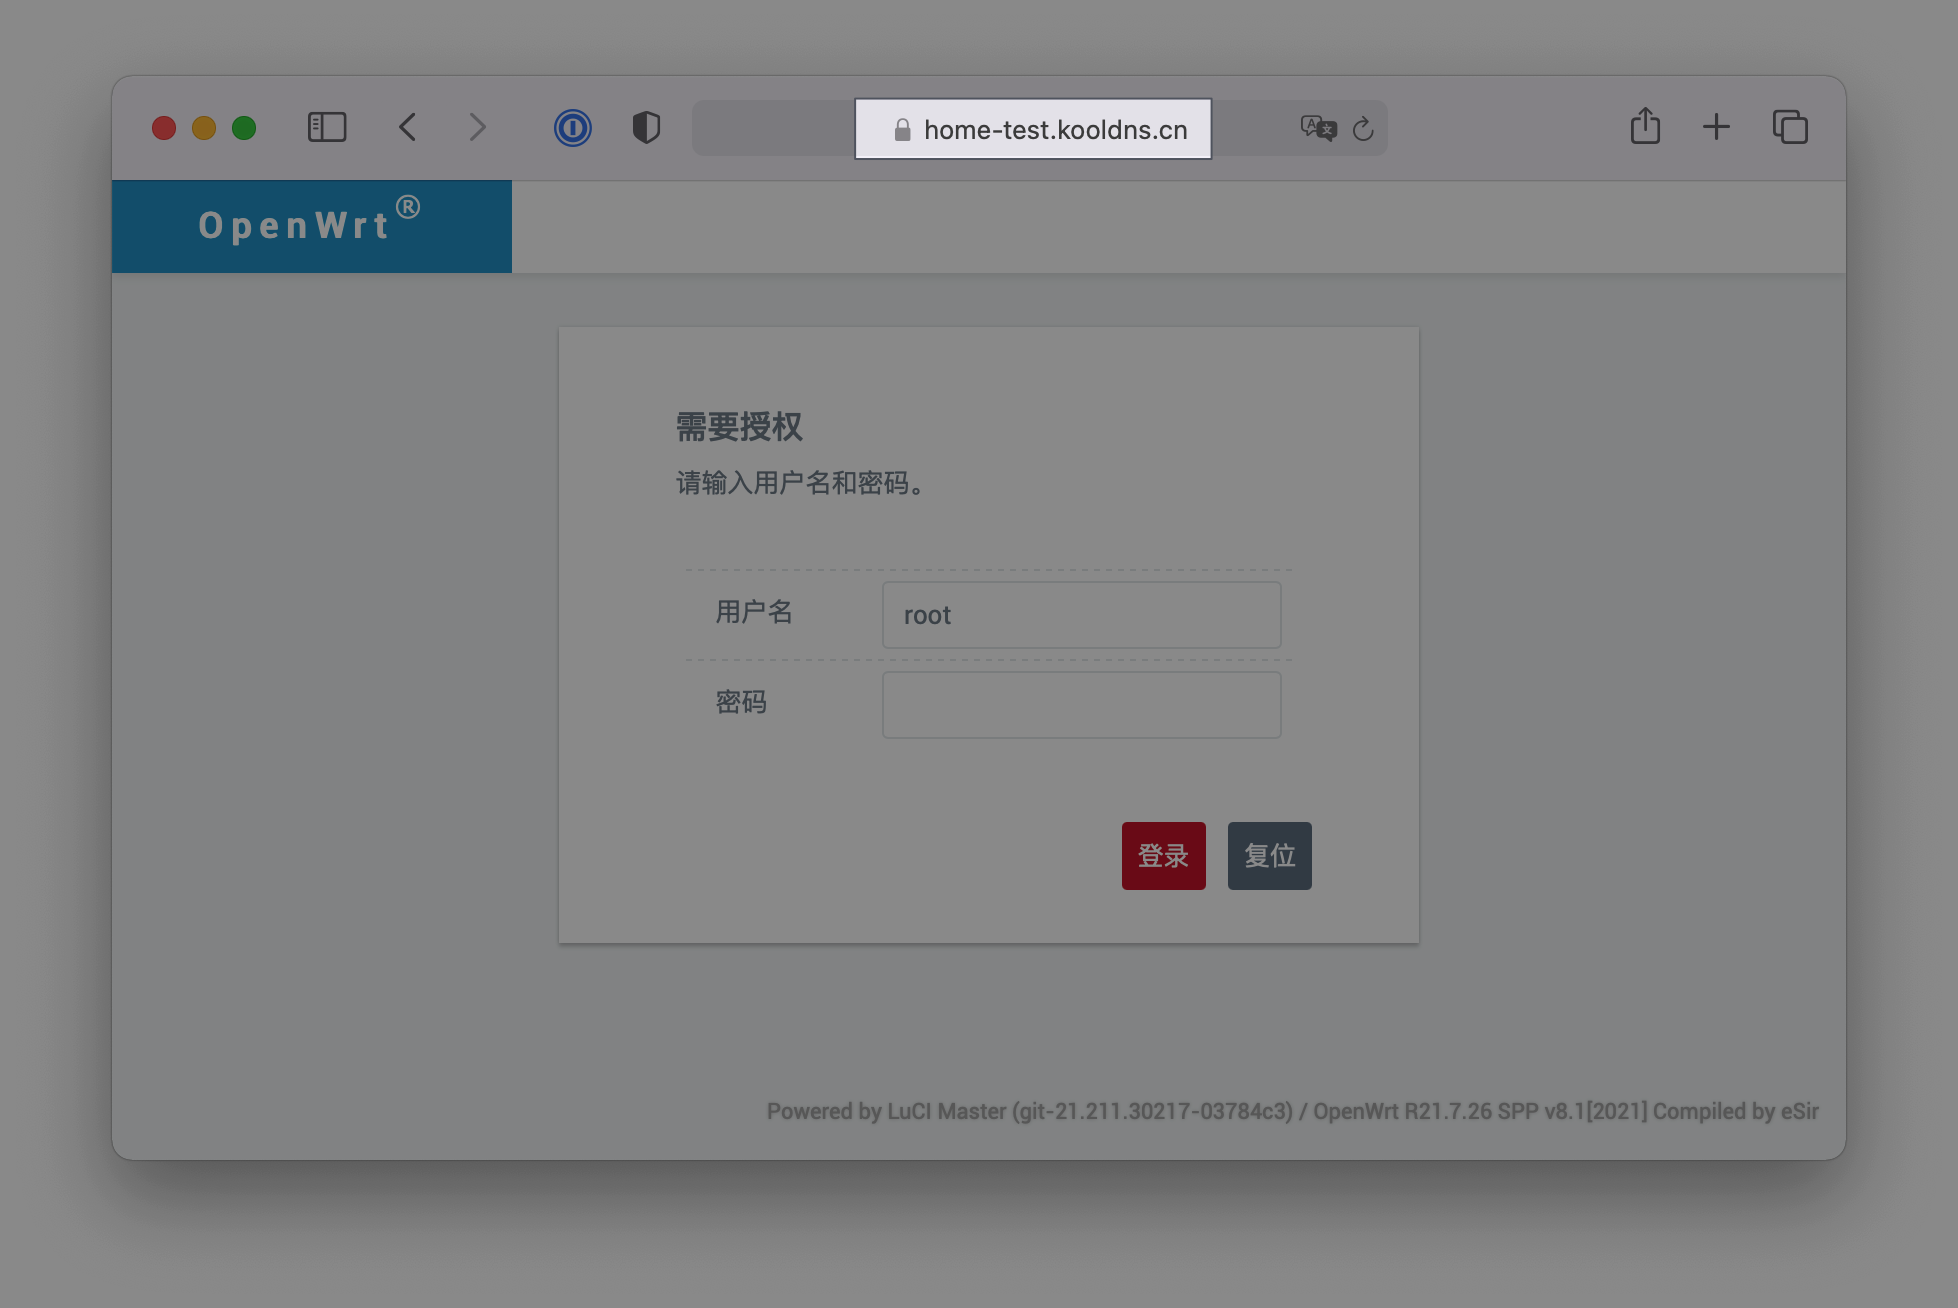 home-test.kooldns.cn
OpenWrt®
需要授权
请输入用户名和密码。
用户名 root
密码
登录 复位
Powered by LuCI Master (git-21.211.30217-03784c3) / OpenWrt R21.7.26 SPP v8.1[2021] Compiled by eSir